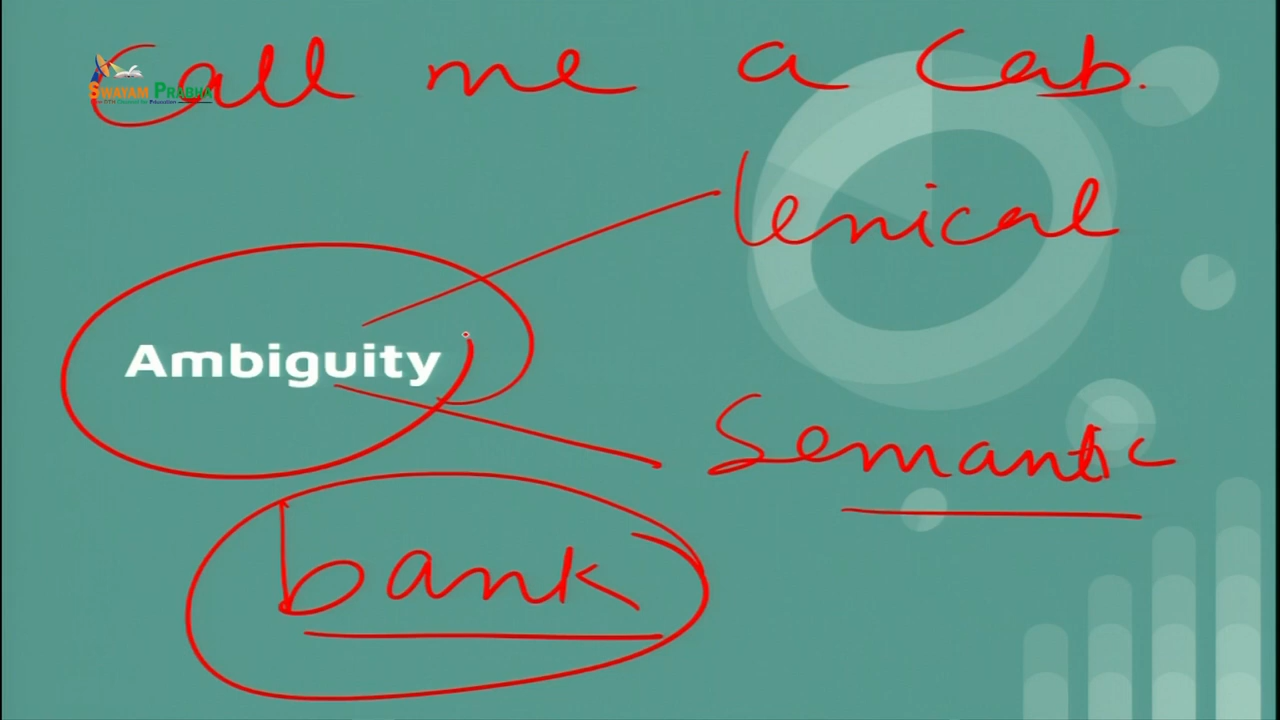 Call me a Cab.
SWAYAM PRABHA
lexical
Ambiguity
Semantic
bank